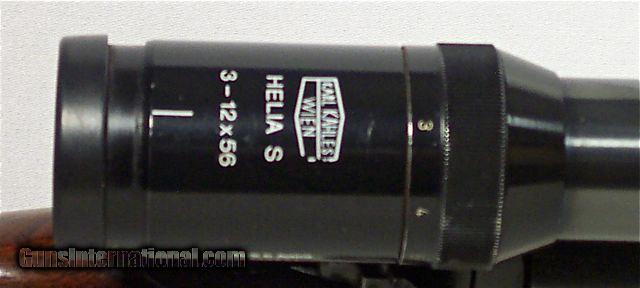 KARL KAHLES
WIEN
HELIA S
3-12x56
3
4
GunsInternational.com